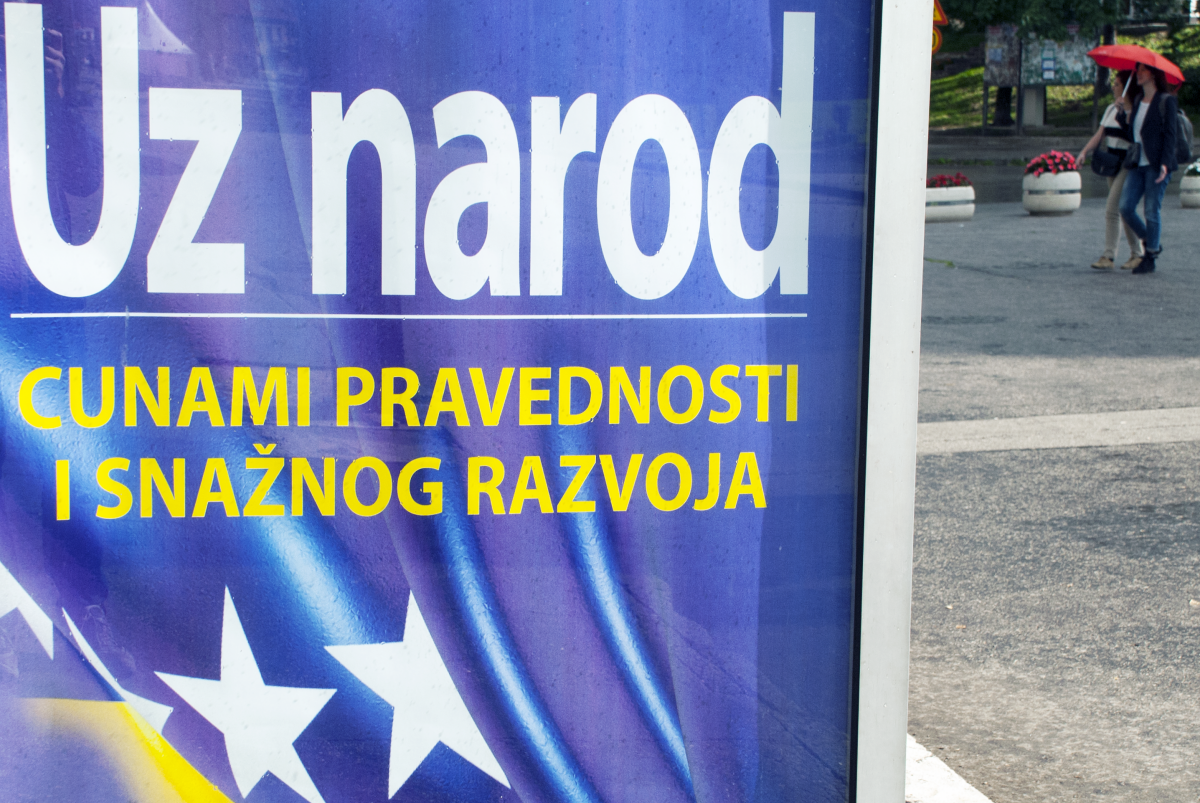 Uz narod
CUNAMI PRAVEDNOSTI
I SNAŽNOG RAZVOJA